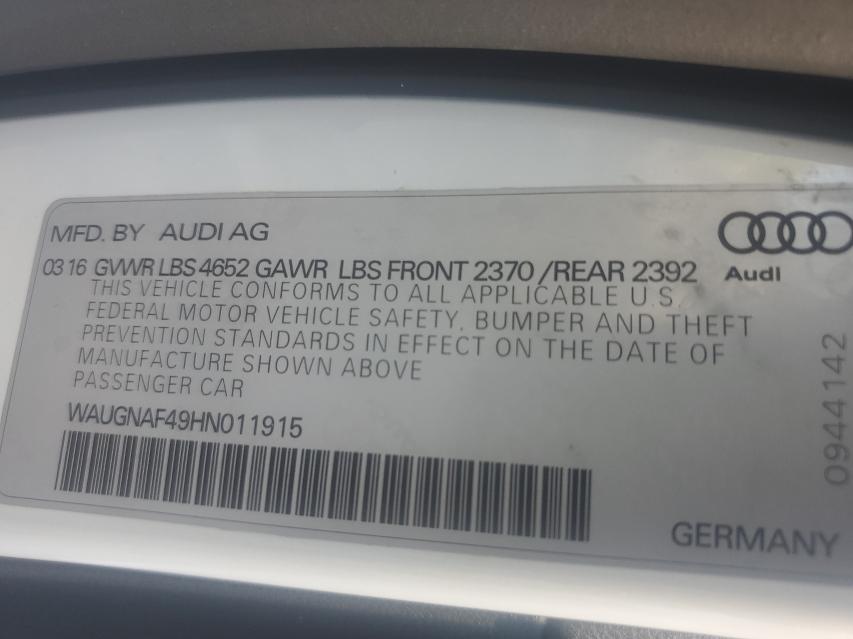 MFD. BY AUDI AG
03 16 GVWR LBS 4652 GAWR LBS FRONT 2370 /REAR 2392
Audi
THIS VEHICLE CONFORMS TO ALL APPLICABLE U.S.
FEDERAL MOTOR VEHICLE SAFETY, BUMPER AND THEFT
PREVENTION STANDARDS IN EFFECT ON THE DATE OF
MANUFACTURE SHOWN ABOVE
PASSENGER CAR
WAUGNAF49HN011915
0944142
GERMANY